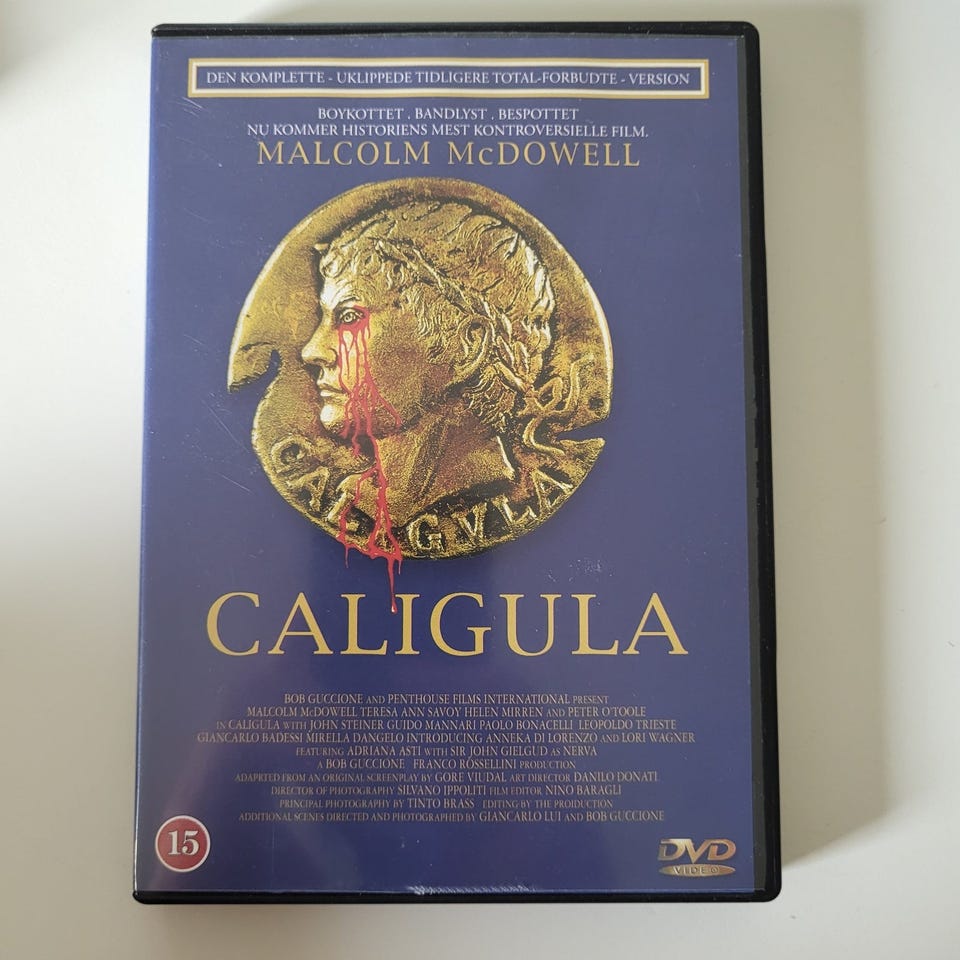 DEN KOMPLETTE - UKLIPPEDE TIDLIGERE TOTAL-FORBUDTE - VERSION
BOYKOTTET . BANDLYST . BESPOTTET
NU KOMMER HISTORIENS MEST KONTROVERSIELLE FILM.
MALCOLM McDOWELL
CALIGVLA
CALIGULA
BOB GUCCIONE AND PENTHOUSE FILMS INTERNATIONAL PRESENT
MALCOLM McDOWELL TERESA ANN SAVOY HELEN MIRREN AND PETER O'TOOLE
IN CALIGULA WITH JOHN STEINER GUIDO MANNARI PAOLO BONACELLI LEOPOLDO TRIESTE
GIANCARLO BADESSI MIRELLA DANGELO INTRODUCING ANNEKA DI LORENZO AND LORI WAGNER
FEATURING ADRIANA ASTI WITH SIR JOHN GIELGUD AS NERVA
A BOB GUCCIONE FRANCO ROSSELLINI PRODUCTION
ADAPRTED FROM AN ORIGINAL SCREENPLAY BY GORE VIUDAL ART DIRECTOR DANILO DONATI
DIRECTOR OF PHOTOGRAPHY SILVANO IPPOLITI FILM EDITOR NINO BARAGLI
PRINCIPAL PHOTOGRAPHY BY TINTO BRASS EDITING BY THE PROIDUCTION
ADDITIONAL SCENES DIRECTED AND PHOTOGRAPHED BY GIANCARLO LUI AND BOB GUCCIONE
15
DVD
VIDEO